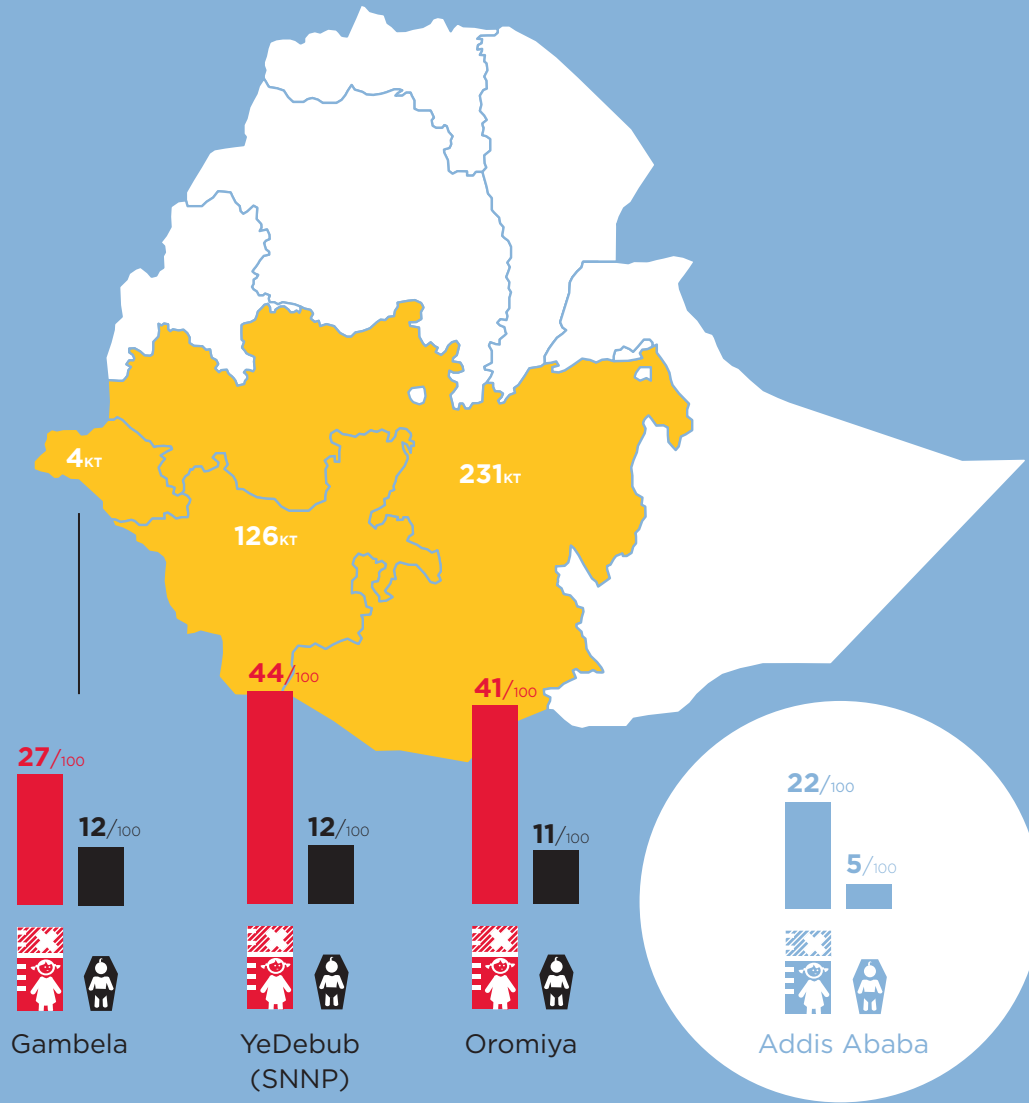 4KT
231KT
126KT
44/100
41/100
27/100
12/100
12/100
11/100
22/100
5/100
Gambela
YeDebub
(SNNP)
Oromiya
Addis Ababa